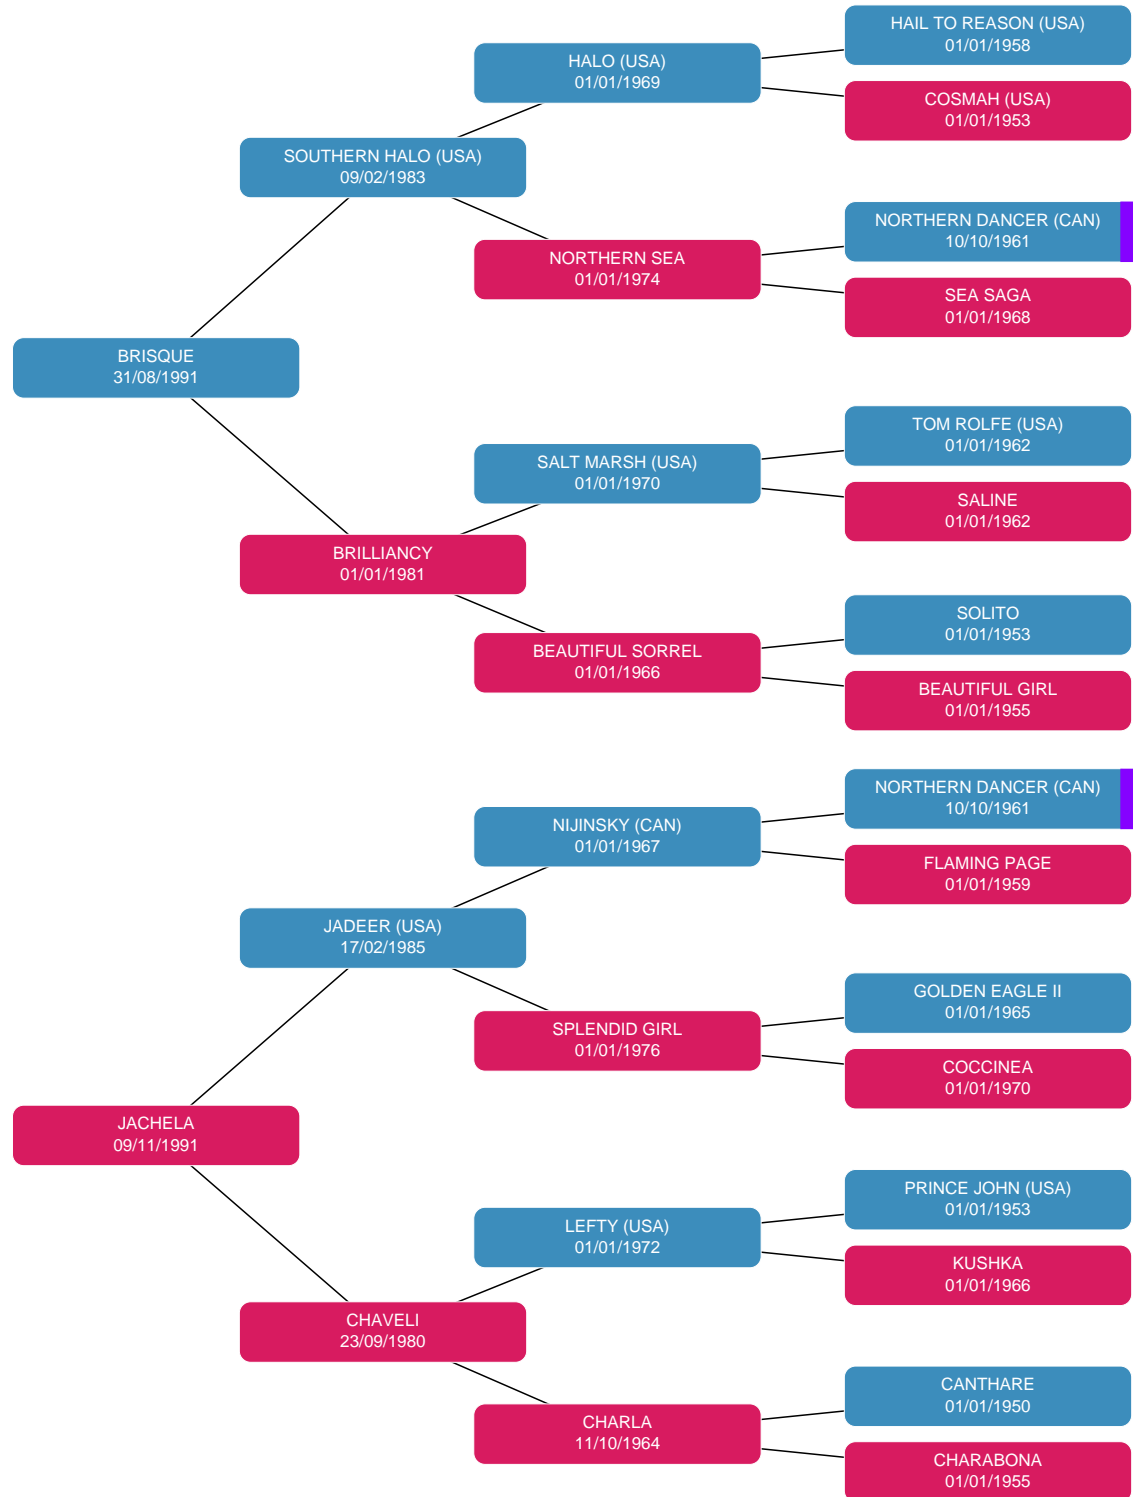 HAIL TO REASON (USA)
01/01/1958
HALO (USA)
01/01/1969
COSMAH (USA)
01/01/1953
SOUTHERN HALO (USA)
09/02/1983
NORTHERN DANCER (CAN)
10/10/1961
NORTHERN SEA
01/01/1974
SEA SAGA
01/01/1968
BRISQUE
31/08/1991
TOM ROLFE (USA)
01/01/1962
SALT MARSH (USA)
01/01/1970
SALINE
01/01/1962
BRILLIANCY
01/01/1981
SOLITO
01/01/1953
BEAUTIFUL SORREL
01/01/1966
BEAUTIFUL GIRL
01/01/1955
NORTHERN DANCER (CAN)
10/10/1961
NIJINSKY (CAN)
01/01/1967
FLAMING PAGE
01/01/1959
JADEER (USA)
17/02/1985
GOLDEN EAGLE II
01/01/1965
SPLENDID GIRL
01/01/1976
COCCINEA
01/01/1970
JACHELA
09/11/1991
PRINCE JOHN (USA)
01/01/1953
LEFTY (USA)
01/01/1972
KUSHKA
01/01/1966
CHAVELI
23/09/1980
CANTHARE
01/01/1950
CHARLA
11/10/1964
CHARABONA
01/01/1955